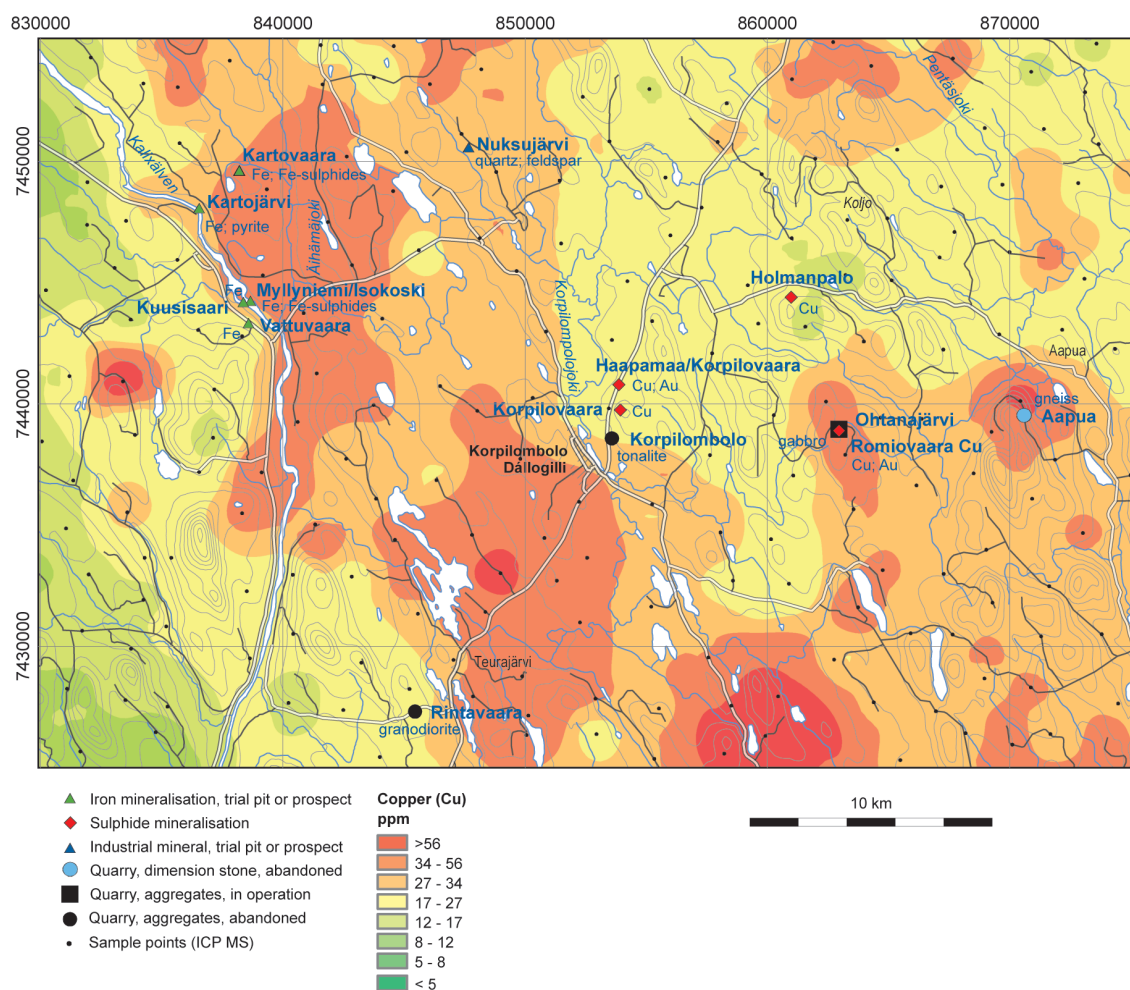 830000
840000
850000
860000
870000
7450000
7440000
7430000
Pentäsjoki
Kalixälven
Nuksujärvi
quartz; feldspar
Kartovaara
Fe; Fe-sulphides
Kartojärvi
Fe; pyrite
Koljo
Äihämäjoki
Holmanpalo
Cu
Fe
Myllyniemi/Isokoski
Fe; Fe-sulphides
Kuusisaari
Vattuvaara
Fe
Korpilompolojoki
Aapua
Haapamaa/Korpilovaara
Cu; Au
gneiss
Aapua
Korpilovaara
Cu
Ohtanajärvi
gabbro
Romiovaara Cu
Cu; Au
Korpilombolo
tonalite
Korpilombolo
Dállogilli
Teurajärvi
Rintavaara
granodiorite
Iron mineralisation, trial pit or prospect
Sulphide mineralisation
Industrial mineral, trial pit or prospect
Quarry, dimension stone, abandoned
Quarry, aggregates, in operation
Quarry, aggregates, abandoned
Sample points (ICP MS)
Copper (Cu)
ppm
>56
34 - 56
27 - 34
17 - 27
12 - 17
8 - 12
5 - 8
< 5
10 km